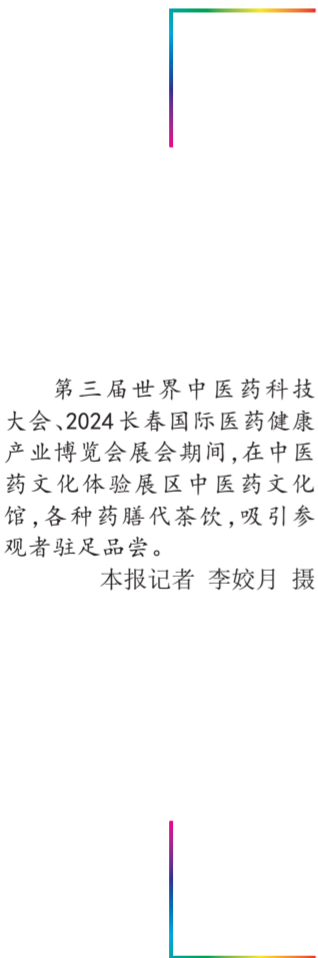 第三届世界中医药科技
大会、2024长春国际医药健康
产业博览会展会期间，在中医
药文化体验展区中医药文化
馆，各种药膳代茶饮，吸引参
观者驻足品尝。
本报记者 李姣月 摄